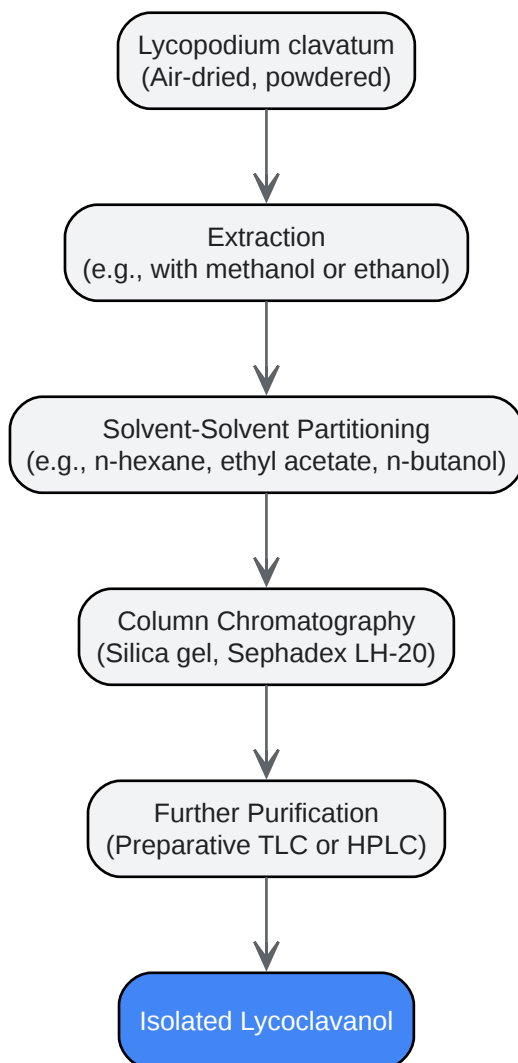 Lycopodium clavatum
(Air-dried, powdered)
Extraction
(e.g., with methanol or ethanol)
Solvent-Solvent Partitioning
(e.g., n-hexane, ethyl acetate, n-butanol)
Column Chromatography
(Silica gel, Sephadex LH-20)
Further Purification
(Preparative TLC or HPLC)
Isolated Lycoclavanol